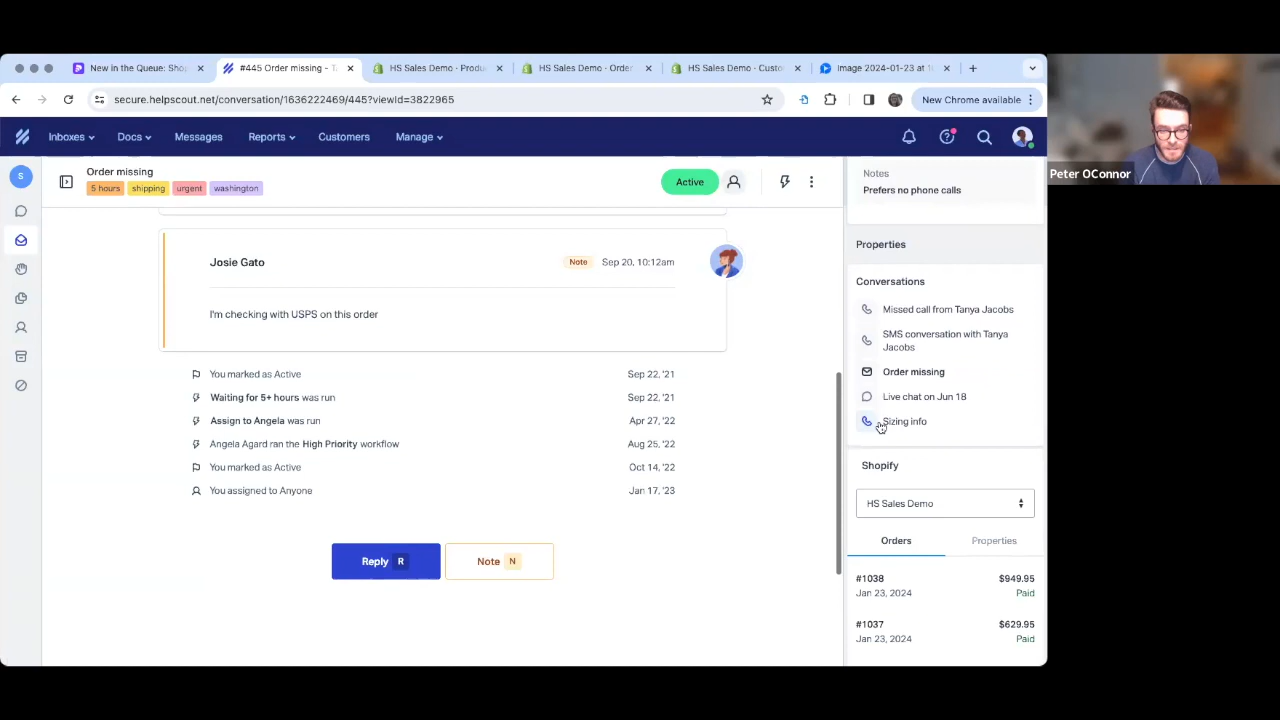 New in the Queue: Shop
#445 Order missing - T
HS Sales Demo · Produ
HS Sales Demo · Order
HS Sales Demo · Custo
Image 2024-01-23 at 1
secure.helpscout.net/conversation/1636222469/445?viewId=3822965
New Chrome available
Inboxes
Docs
Messages
Reports
Customers
Manage
S
Order missing
5 hours
shipping
urgent
washington
Active
Josie Gato
Note
Sep 20, 10:12am
I'm checking with USPS on this order
You marked as Active
Sep 22, '21
Waiting for 5+ hours was run
Sep 22, '21
Assign to Angela was run
Apr 27, '22
Angela Agard ran the High Priority workflow
Aug 25, '22
You marked as Active
Oct 14, '22
You assigned to Anyone
Jan 17, '23
Reply R
Note N
Notes
Prefers no phone calls
Properties
Conversations
Missed call from Tanya Jacobs
SMS conversation with Tanya
Jacobs
Order missing
Live chat on Jun 18
Sizing info
Shopify
HS Sales Demo
Orders
Properties
#1038
$949.95
Jan 23, 2024
Paid
#1037
$629.95
Jan 23, 2024
Paid
Peter OConnor